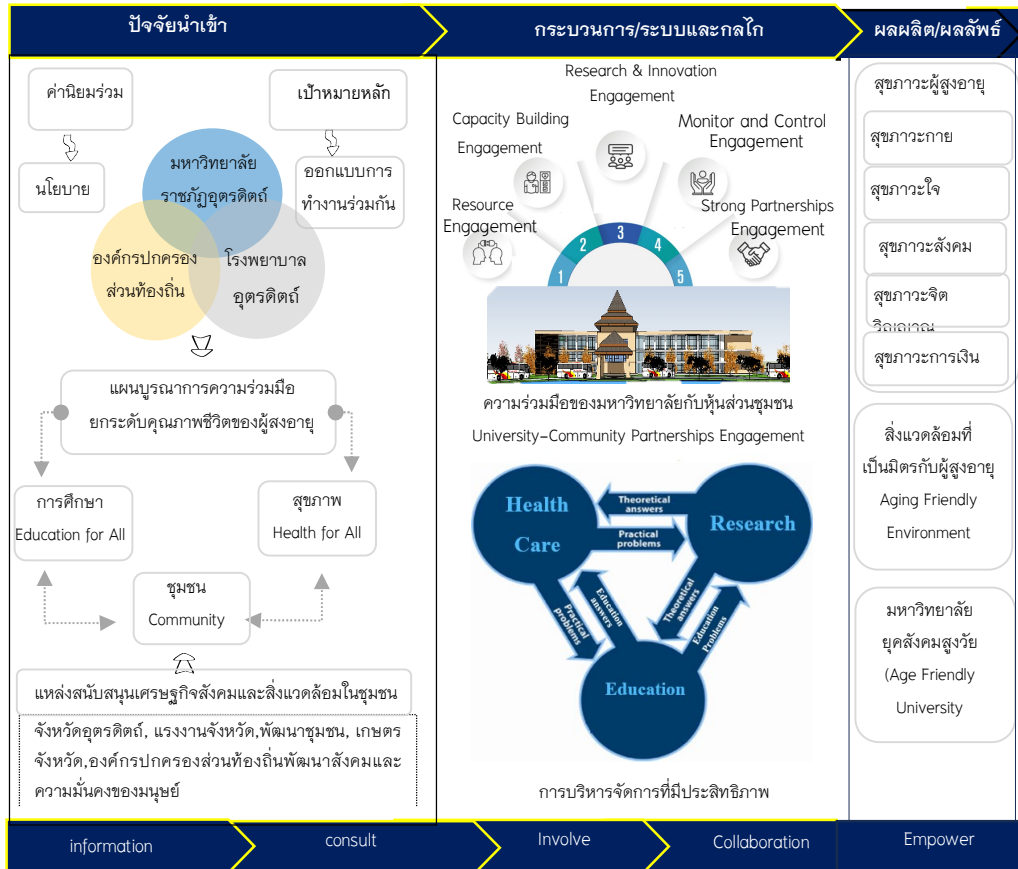 ปัจจัยนำเข้า
กระบวนการ/ระบบและกลไก
ผลผลิต/ผลลัพธ์
ค่านิยมร่วม
เป้าหมายหลัก
นโยบาย
ออกแบบการ
ทำงานร่วมกัน
มหาวิทยาลัย
ราชภัฏอุตรดิตถ์
องค์กรปกครอง
ส่วนท้องถิ่น
โรงพยาบาล
อุตรดิตถ์
แผนบูรณาการความร่วมมือ
ยกระดับคุณภาพชีวิตของผู้สงอายุ
การศึกษา
Education for All
สุขภาพ
Health for All
ชุมชน
Community
แหล่งสนับสนุนเศรษฐกิจสังคมและสิ่งแวดล้อมในชุมชน
จังหวัดอุตรดิตถ์, แรงงานจังหวัด,พัฒนาชุมชน, เกษตร
จังหวัด,องค์กรปกครองส่วนท้องถิ่นพัฒนาสังคมและ
ความมั่นคงของมนุษย์
Research & Innovation
Engagement
Capacity Building
Engagement
Monitor and Control
Engagement
Resource
Engagement
Strong Partnerships
Engagement
1
2
3
4
5
ความร่วมมือของมหาวิทยาลัยกับหุ้นส่วนชุมชน
University–Community Partnerships Engagement
Health
Care
Theoretical
answers
Practical
problems
Research
Practical
problems
Education
answers
Theoretical
answers
Education
Problems
Education
การบริหารจัดการที่มีประสิทธิภาพ
สุขภาวะผู้สูงอายุ
สุขภาวะกาย
สุขภาวะใจ
สุขภาวะสังคม
สุขภาวะจิต
วิญญาณ
สุขภาวะการเงิน
สิ่งแวดล้อมที่
เป็นมิตรกับผู้สูงอายุ
Aging Friendly
Environment
มหาวิทยาลัย
ยุคสังคมสูงวัย
(Age Friendly
University
information
consult
Involve
Collaboration
Empower